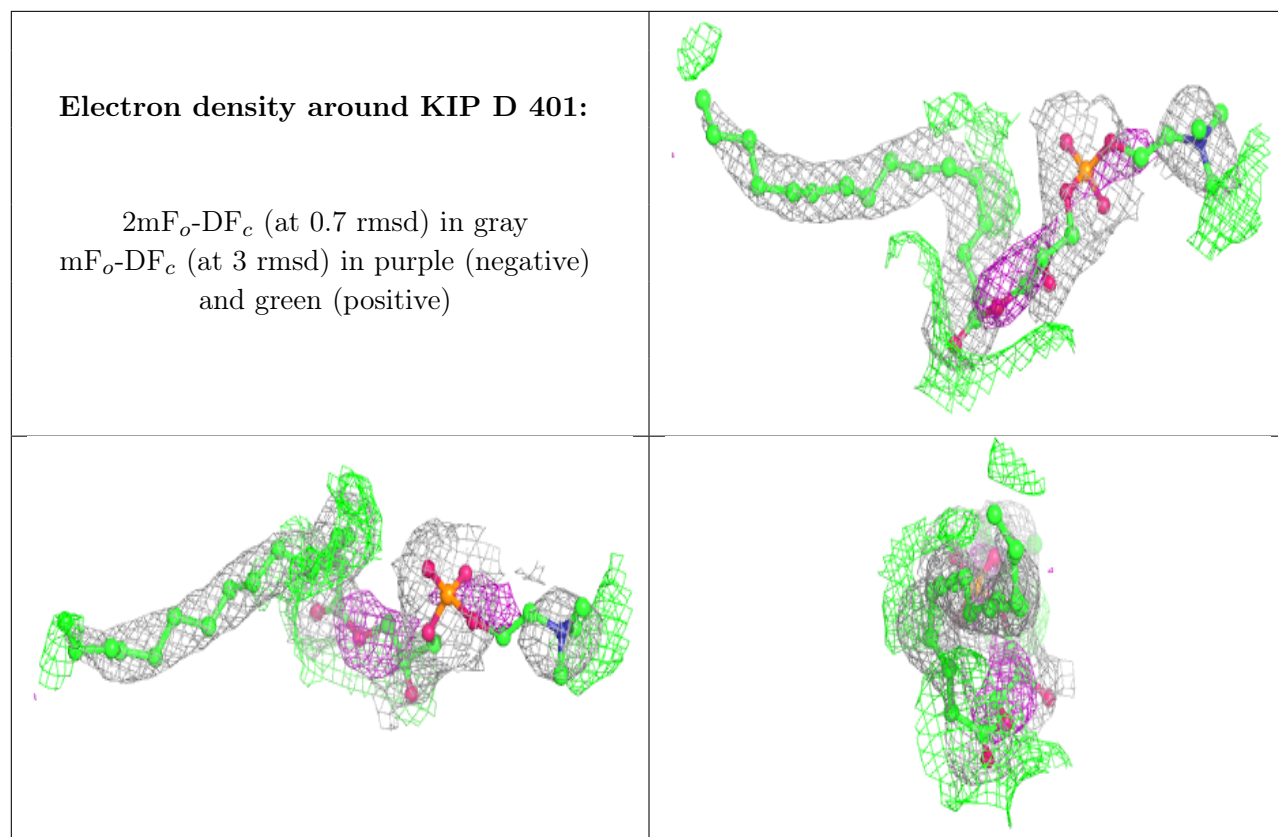 Electron density around KIP D 401:
2mFo-DFc (at 0.7 rmsd) in gray
mFo-DFc (at 3 rmsd) in purple (negative)
and green (positive)